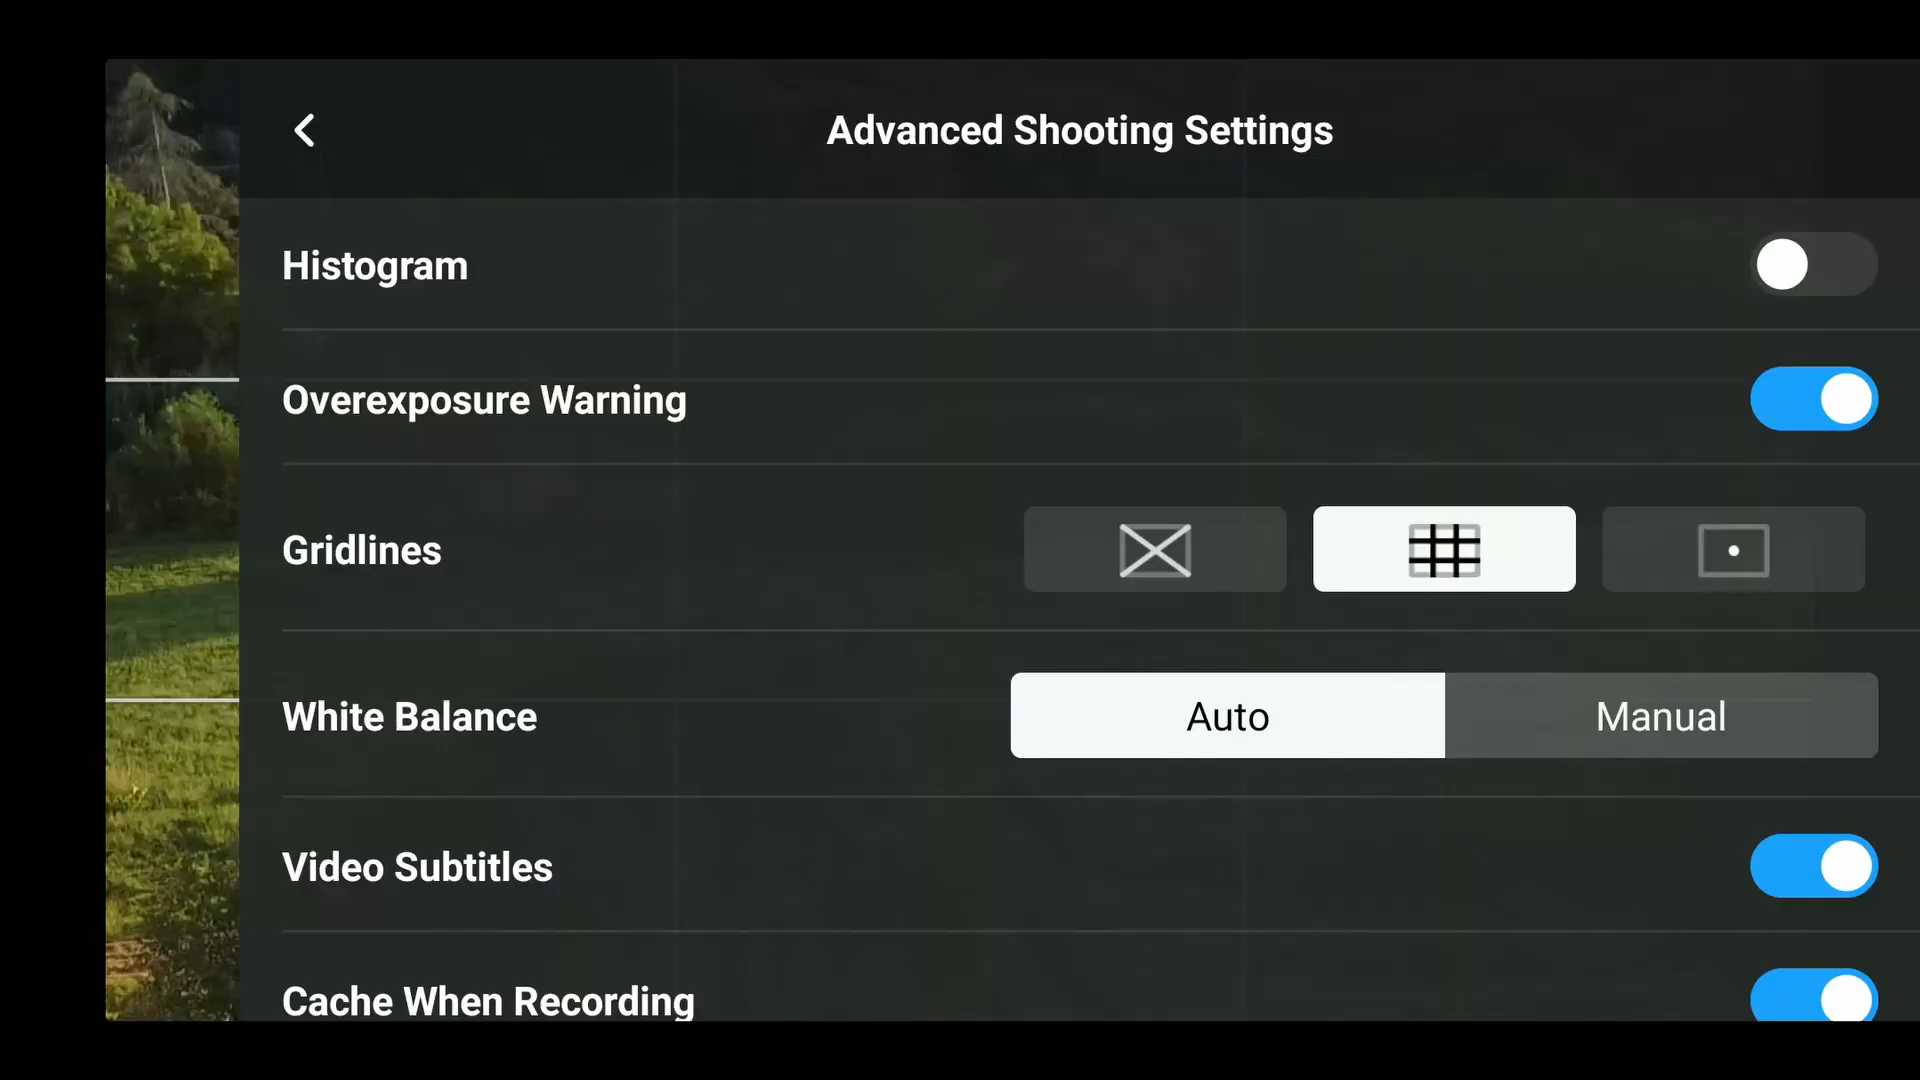 Advanced Shooting Settings
Histogram
Overexposure Warning
Gridlines
White Balance
Auto
Manual
Video Subtitles
Cache When Recording